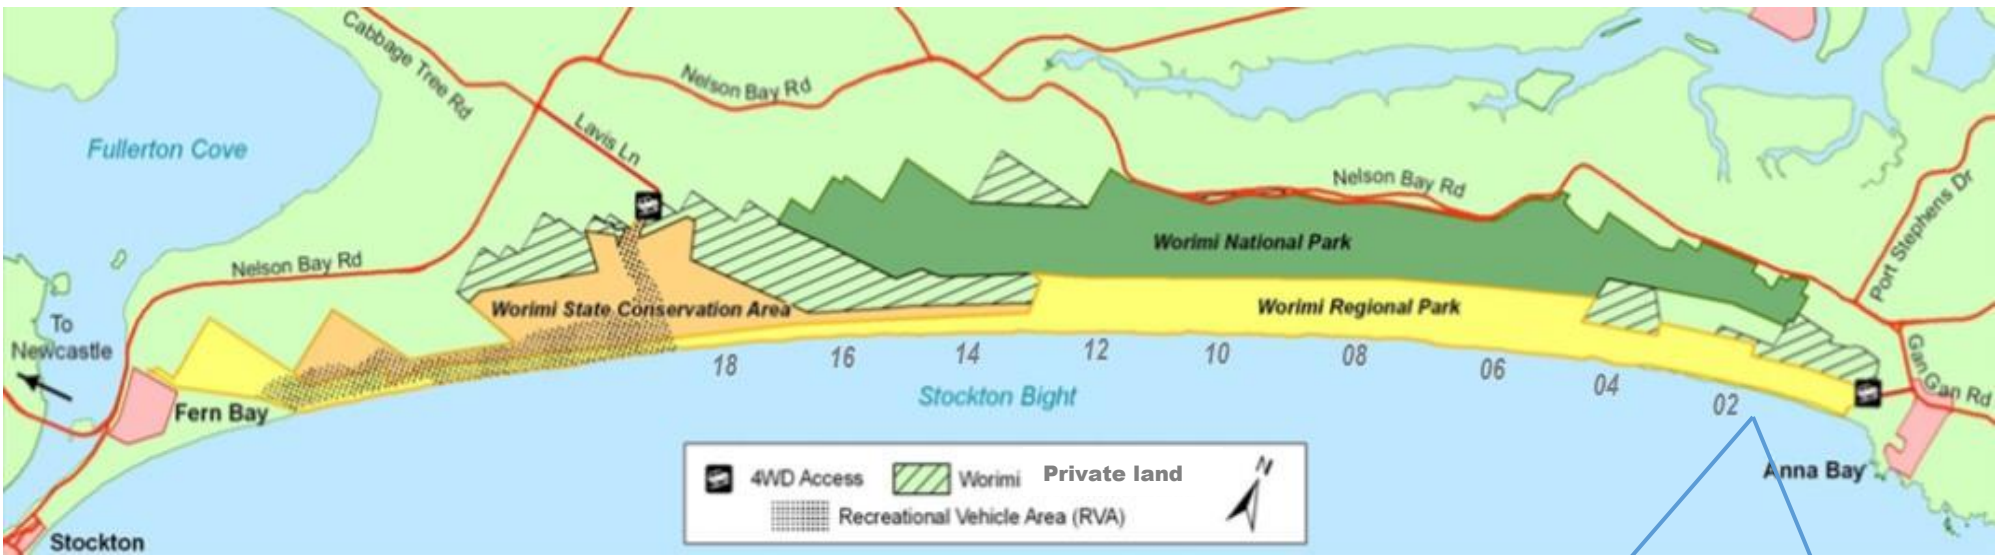 Cabbage Tree Rd
Nelson Bay Rd
Lavis Ln
Fullerton Cove
Nelson Bay Rd
Port Stephens Dr
Worimi National Park
Nelson Bay Rd
Worimi State Conservation Area
Worimi Regional Park
To
Newcastle
18
16
14
12
10
08
06
04
02
Gan Gan Rd
Stockton Bight
Fern Bay
Anna Bay
N
4WD Access
Worimi
Private land
Recreational Vehicle Area (RVA)
Stockton